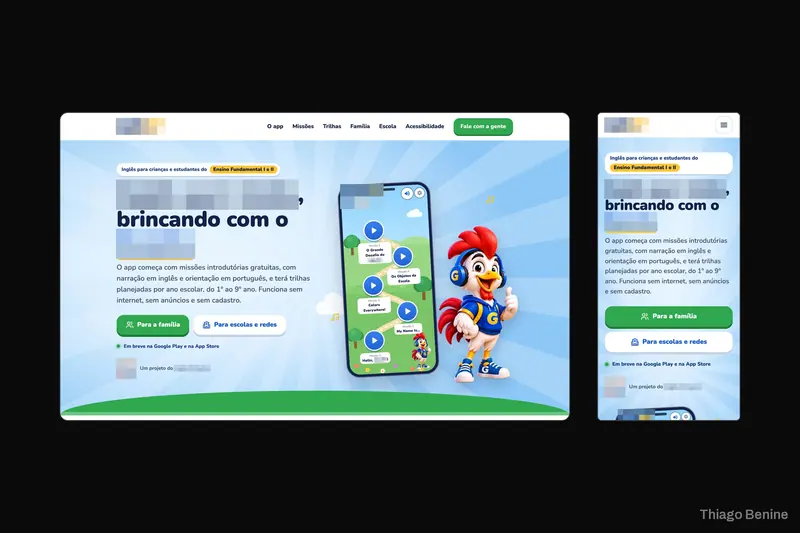 O app Missões Trilhas Família Escola Acessibilidade Fale com a gente
Inglês para crianças e estudantes do Ensino Fundamental I e II
,
brincando com o
O app começa com missões introdutórias gratuitas, com
narração em inglês e orientação em português, e terá trilhas
planejadas por ano escolar, do 1º ao 9º ano. Funciona sem
internet, sem anúncios e sem cadastro.
Para a família Para escolas e redes
Em breve na Google Play e na App Store
Um projeto do
O Grande
Desafio do
Os Objetos da
Escola
Colors
Everywhere!
My Name Is...
Hello,
G
G
Inglês para crianças e estudantes do
Ensino Fundamental I e II
,
brincando com o
O app começa com missões introdutórias
gratuitas, com narração em inglês e
orientação em português, e terá trilhas
planejadas por ano escolar, do 1º ao 9º
ano. Funciona sem internet, sem anúncios
e sem cadastro.
Para a família
Para escolas e redes
Em breve na Google Play e na App Store
Um projeto do
Thiago Benine